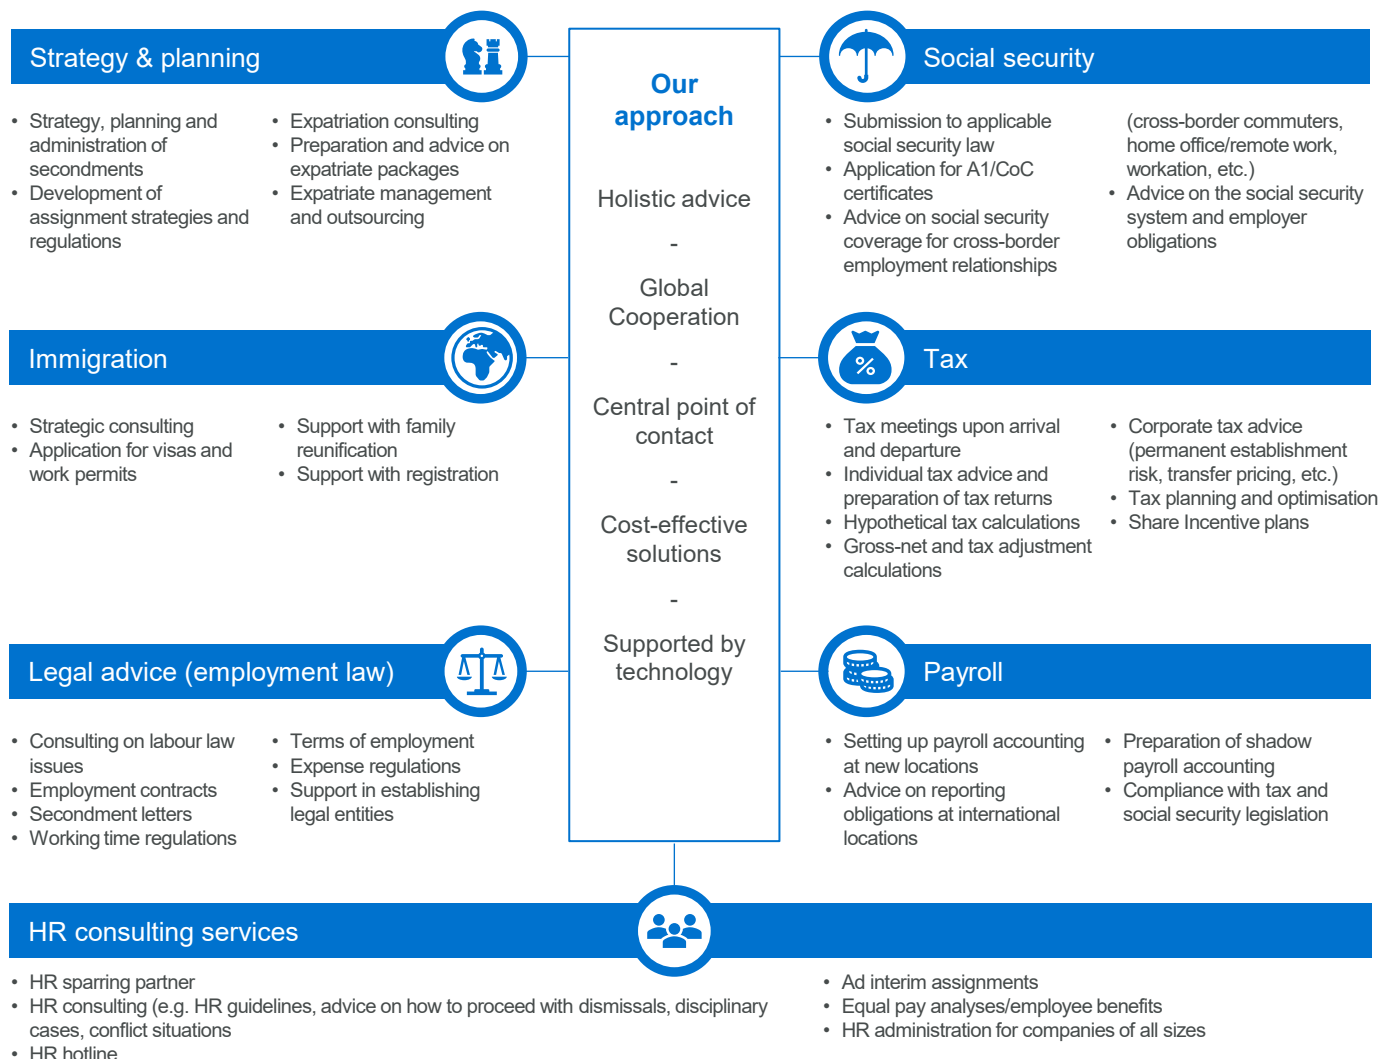 Strategy & planning
• Strategy, planning and
administration of
secondments
• Development of
assignment strategies and
regulations
• Expatriation consulting
• Preparation and advice on
expatriate packages
• Expatriate management
and outsourcing
Our
approach
Holistic advice
-
Global
Cooperation
-
Central point of
contact
-
Cost-effective
solutions
-
Supported by
technology
Social security
• Submission to applicable
social security law
• Application for A1/CoC
certificates
• Advice on social security
coverage for cross-border
employment relationships
(cross-border commuters,
home office/remote work,
workation, etc.)
• Advice on the social security
system and employer
obligations
Immigration
• Strategic consulting
• Application for visas and
work permits
• Support with family
reunification
• Support with registration
%
Tax
• Tax meetings upon arrival
and departure
• Individual tax advice and
preparation of tax returns
• Hypothetical tax calculations
• Gross-net and tax adjustment
calculations
• Corporate tax advice
(permanent establishment
risk, transfer pricing, etc.)
• Tax planning and optimisation
• Share Incentive plans
Legal advice (employment law)
• Consulting on labour law
issues
• Employment contracts
• Secondment letters
• Working time regulations
• Terms of employment
• Expense regulations
• Support in establishing
legal entities
Payroll
• Setting up payroll accounting
at new locations
• Advice on reporting
obligations at international
locations
• Preparation of shadow
payroll accounting
• Compliance with tax and
social security legislation
HR consulting services
• HR sparring partner
• HR consulting (e.g. HR guidelines, advice on how to proceed with dismissals, disciplinary
cases, conflict situations
• HR hotline
• Ad interim assignments
• Equal pay analyses/employee benefits
• HR administration for companies of all sizes